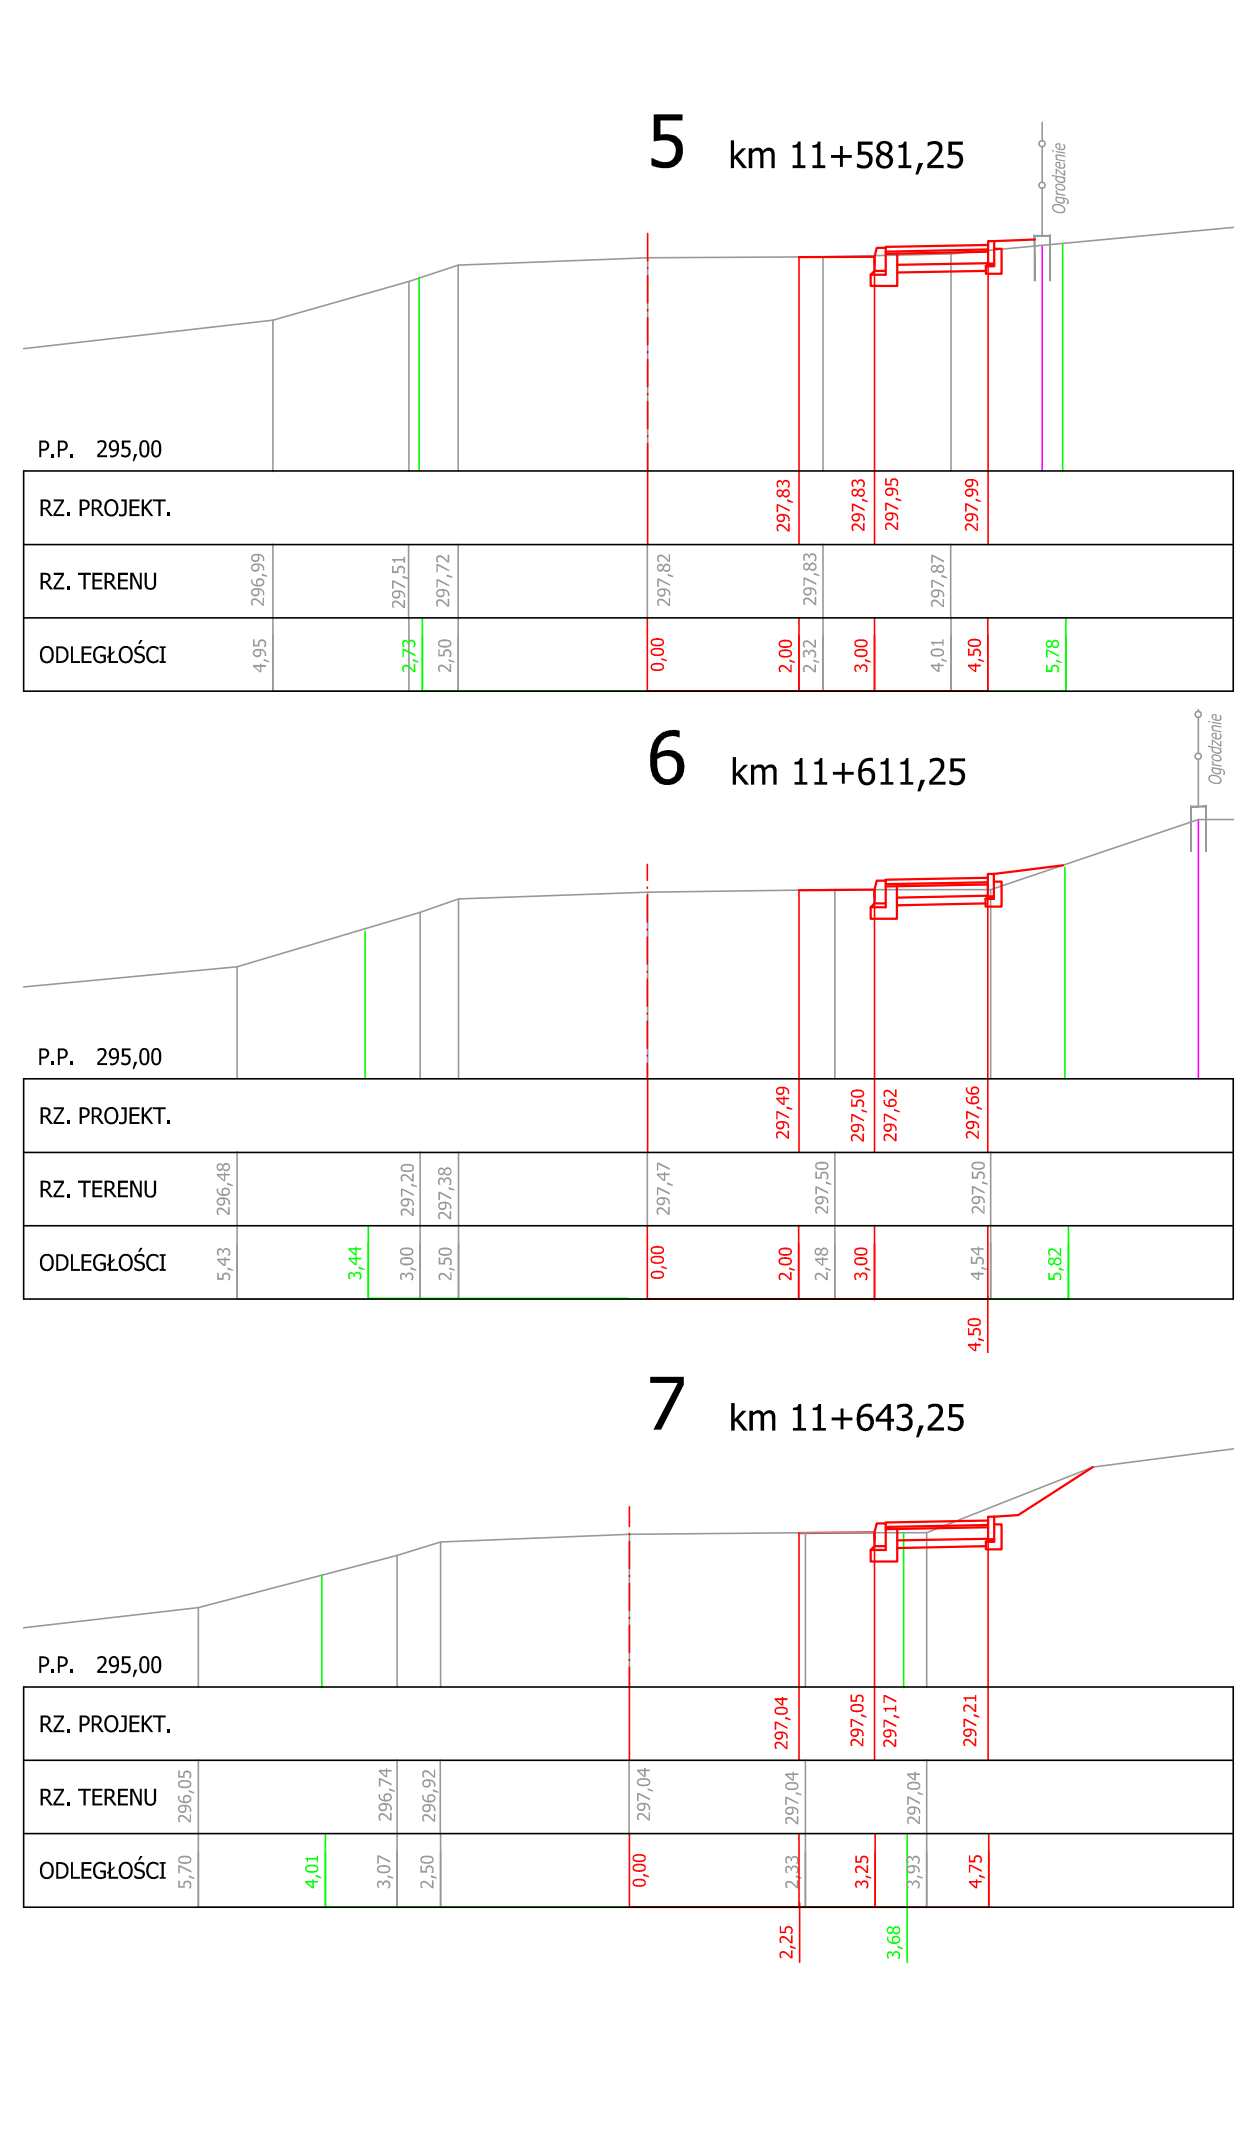 5 km 11+581,25
Ogrodzenie
P.P. 295,00
RZ. PROJEKT. 297,83 297,83 297,95 297,99
RZ. TERENU 296,99 297,51 297,72 297,82 297,83 297,87
ODLEGŁOŚCI 4,95 2,73 2,50 0,00 2,00 2,32 3,00 4,01 4,50 5,78
6 km 11+611,25
Ogrodzenie
P.P. 295,00
RZ. PROJEKT. 297,49 297,50 297,62 297,66
RZ. TERENU 296,48 297,20 297,38 297,47 297,50 297,50
ODLEGŁOŚCI 5,43 3,44 3,00 2,50 0,00 2,00 2,48 3,00 4,54 5,82
4,50
7 km 11+643,25
P.P. 295,00
RZ. PROJEKT. 297,04 297,05 297,17 297,21
RZ. TERENU 296,05 296,74 296,92 297,04 297,04 297,04
ODLEGŁOŚCI 5,70 4,01 3,07 2,50 0,00 2,33 3,25 3,93 4,75
2,25 3,68